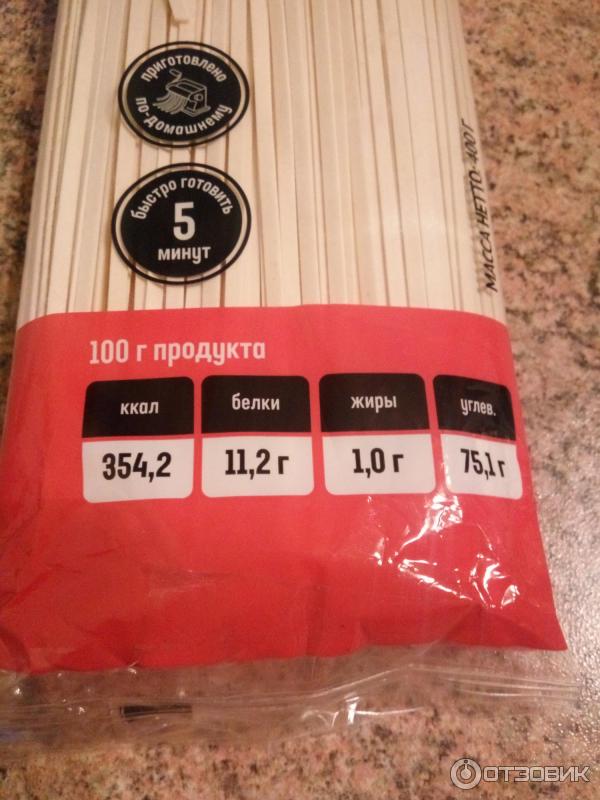 приготовлено
по-домашнему
быстро готовить
5
минут
МАССА НЕТТО 400 Г
100 г продукта
ккал белки жиры углев.
354,2 11,2 г 1,0 г 75,1 г
ОТЗОВИК